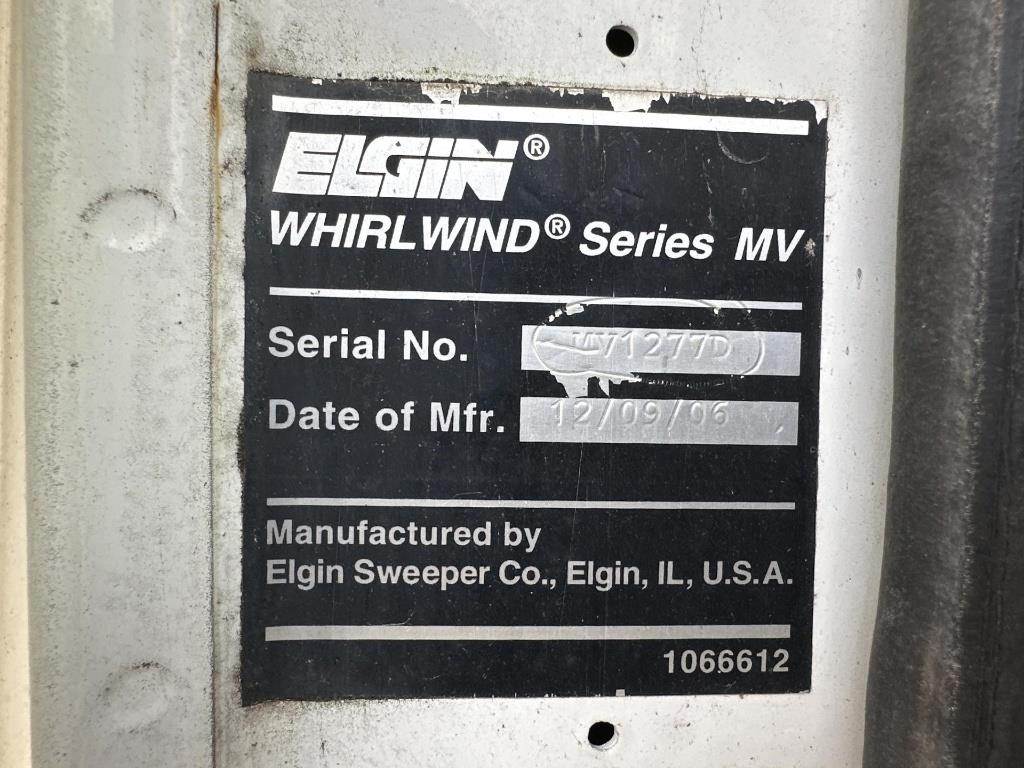 ELGIN®
WHIRLWIND® Series MV
Serial No. MV1277D
Date of Mfr. 12/09/06
Manufactured by
Elgin Sweeper Co., Elgin, IL, U.S.A.
1066612